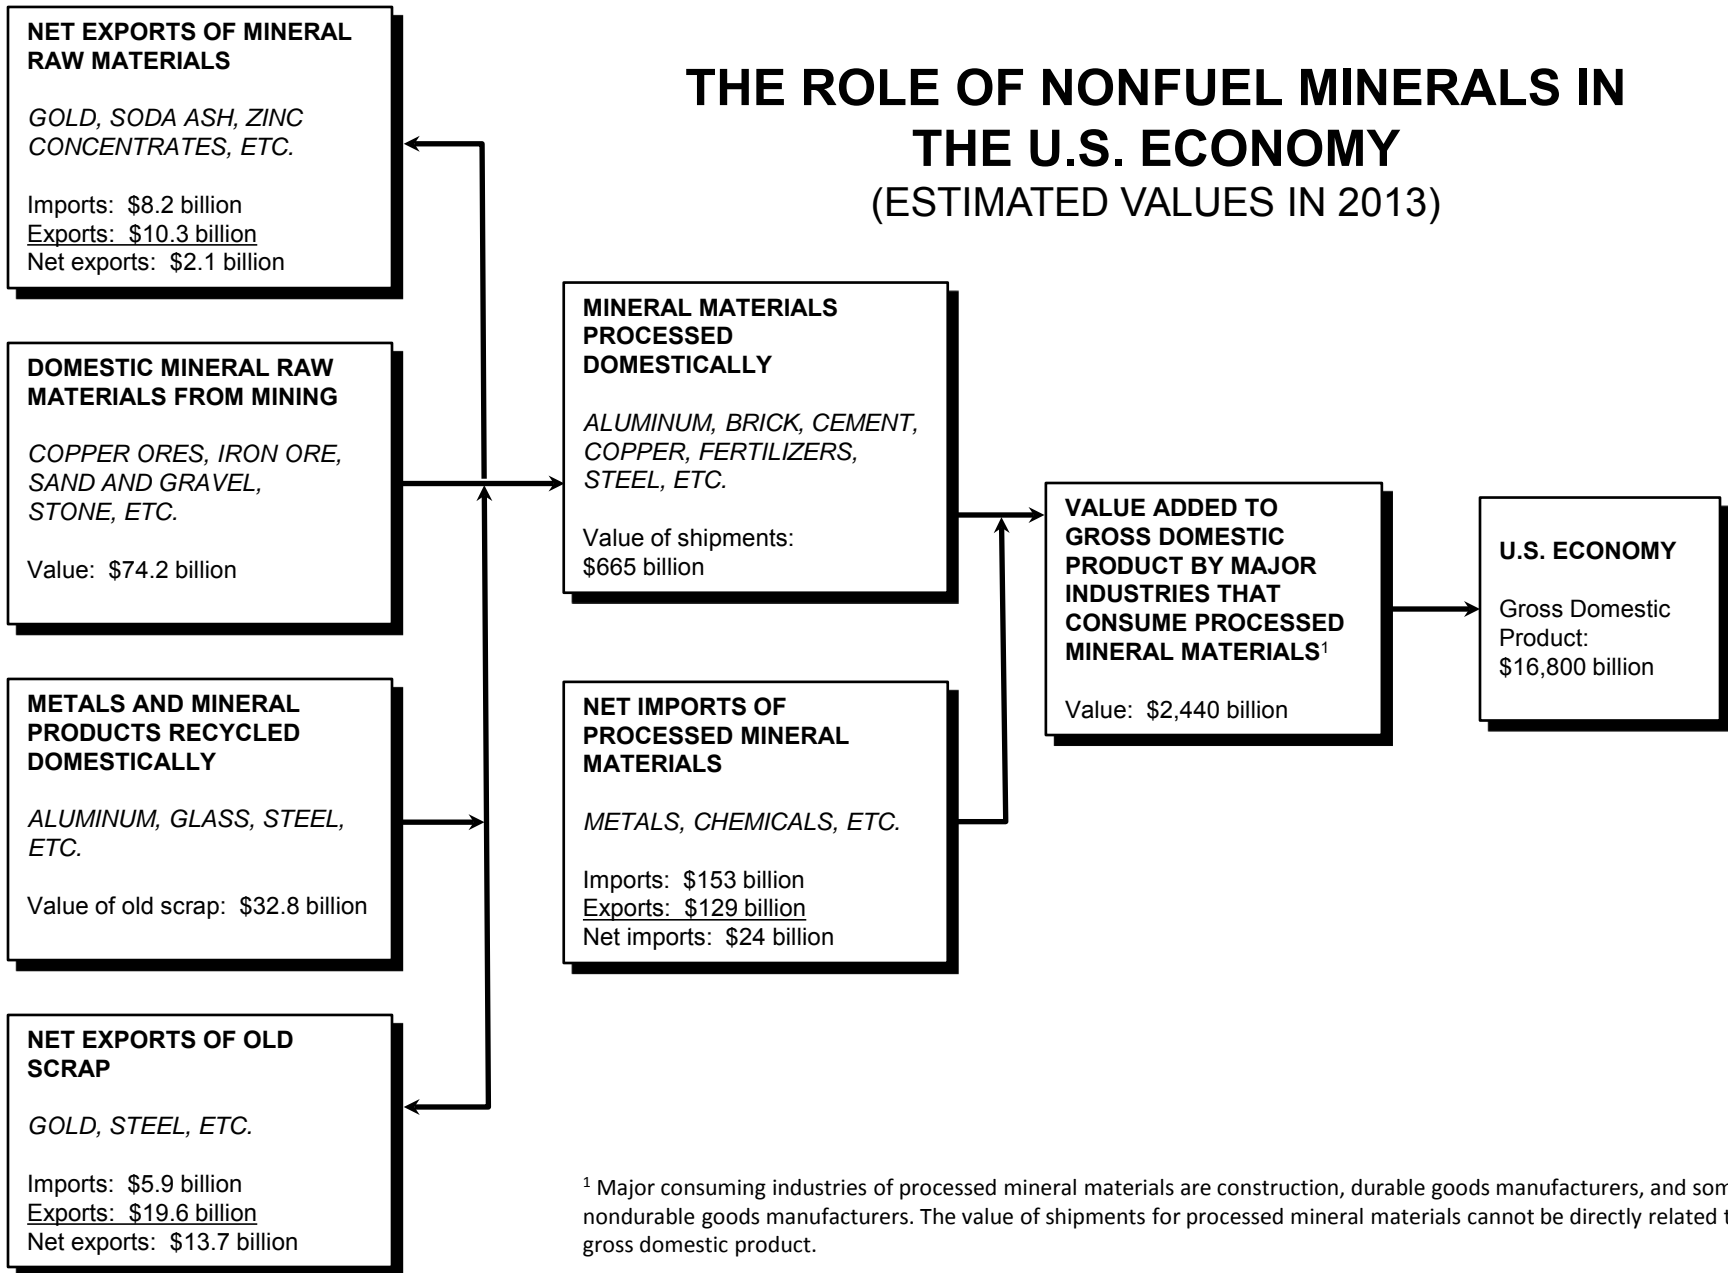 THE ROLE OF NONFUEL MINERALS IN
THE U.S. ECONOMY
(ESTIMATED VALUES IN 2013)
NET EXPORTS OF MINERAL
RAW MATERIALS
GOLD, SODA ASH, ZINC
CONCENTRATES, ETC.
Imports: $8.2 billion
Exports: $10.3 billion
Net exports: $2.1 billion
DOMESTIC MINERAL RAW
MATERIALS FROM MINING
COPPER ORES, IRON ORE,
SAND AND GRAVEL,
STONE, ETC.
Value: $74.2 billion
METALS AND MINERAL
PRODUCTS RECYCLED
DOMESTICALLY
ALUMINUM, GLASS, STEEL,
ETC.
Value of old scrap: $32.8 billion
NET EXPORTS OF OLD
SCRAP
GOLD, STEEL, ETC.
Imports: $5.9 billion
Exports: $19.6 billion
Net exports: $13.7 billion
MINERAL MATERIALS
PROCESSED
DOMESTICALLY
ALUMINUM, BRICK, CEMENT,
COPPER, FERTILIZERS,
STEEL, ETC.
Value of shipments:
$665 billion
NET IMPORTS OF
PROCESSED MINERAL
MATERIALS
METALS, CHEMICALS, ETC.
Imports: $153 billion
Exports: $129 billion
Net imports: $24 billion
VALUE ADDED TO
GROSS DOMESTIC
PRODUCT BY MAJOR
INDUSTRIES THAT
CONSUME PROCESSED
MINERAL MATERIALS¹
Value: $2,440 billion
U.S. ECONOMY
Gross Domestic
Product:
$16,800 billion
¹ Major consuming industries of processed mineral materials are construction, durable goods manufacturers, and
nondurable goods manufacturers. The value of shipments for processed mineral materials cannot be directly related
gross domestic product.